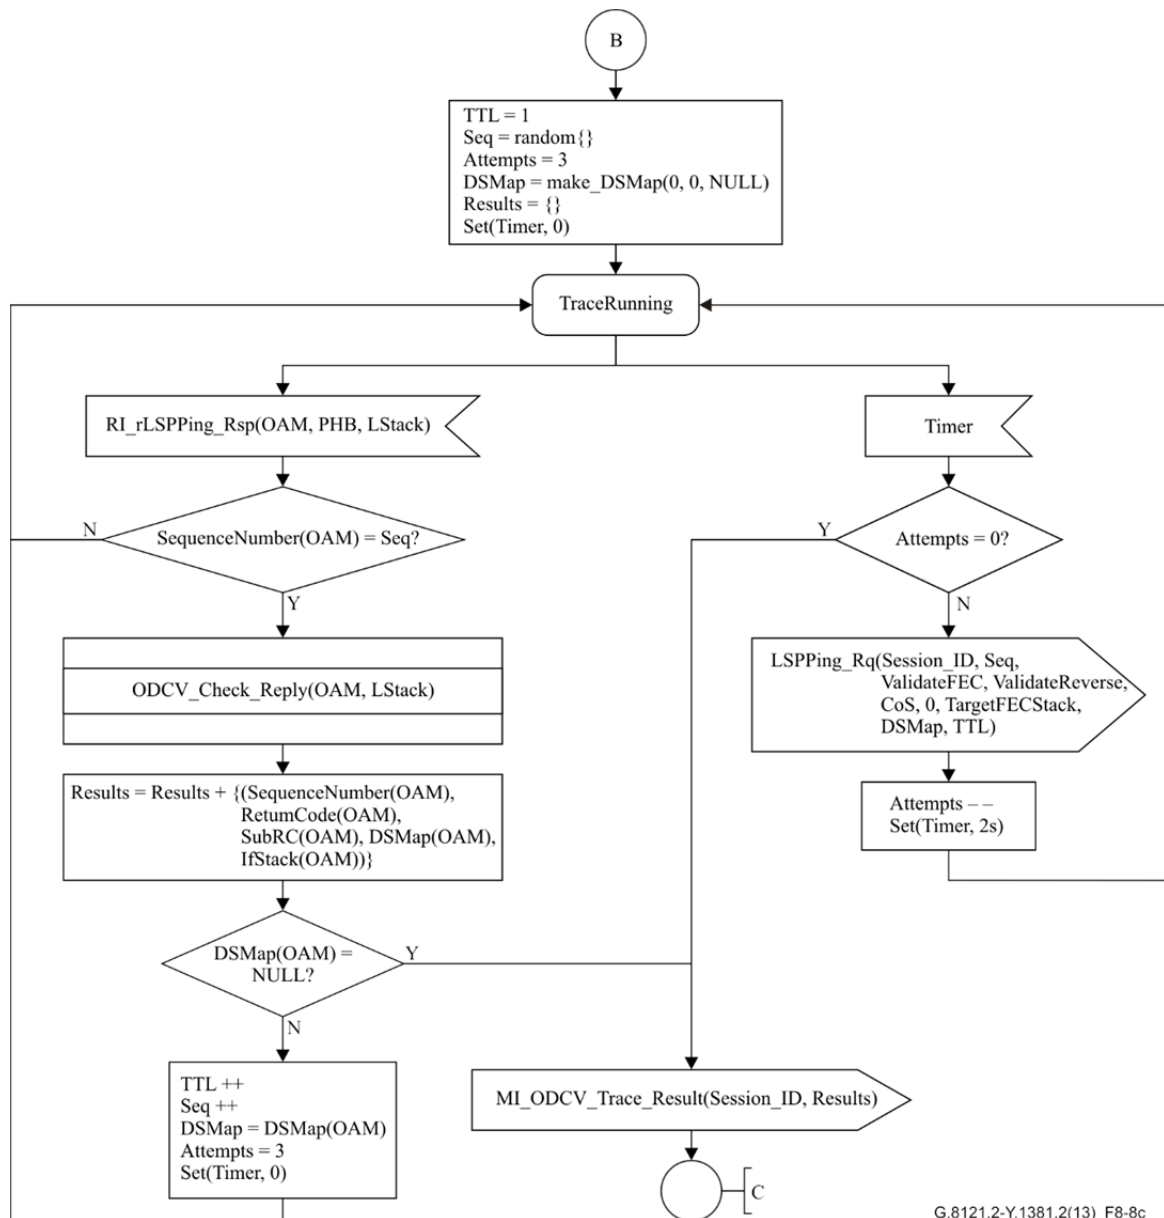 B
TTL = 1
Seq = random{}
Attempts = 3
DSMap = make_DSMap(0, 0, NULL)
Results = {}
Set(Timer, 0)
TraceRunning
RI_rLSPPing_Rsp(OAM, PHB, LStack)
Timer
N
SequenceNumber(OAM) = Seq?
Y
Y
Attempts = 0?
N
ODCV_Check_Reply(OAM, LStack)
LSPPing_Rq(Session_ID, Seq,
ValidateFEC, ValidateReverse,
CoS, 0, TargetFECStack,
DSMap, TTL)
Results = Results + {(SequenceNumber(OAM),
RetumCode(OAM),
SubRC(OAM), DSMap(OAM),
IfStack(OAM))}
Attempts – –
Set(Timer, 2s)
DSMap(OAM) =
NULL?
Y
N
TTL ++
Seq ++
DSMap = DSMap(OAM)
Attempts = 3
Set(Timer, 0)
MI_ODCV_Trace_Result(Session_ID, Results)
C
G.8121.2-Y.1381.2(13)_F8-8c